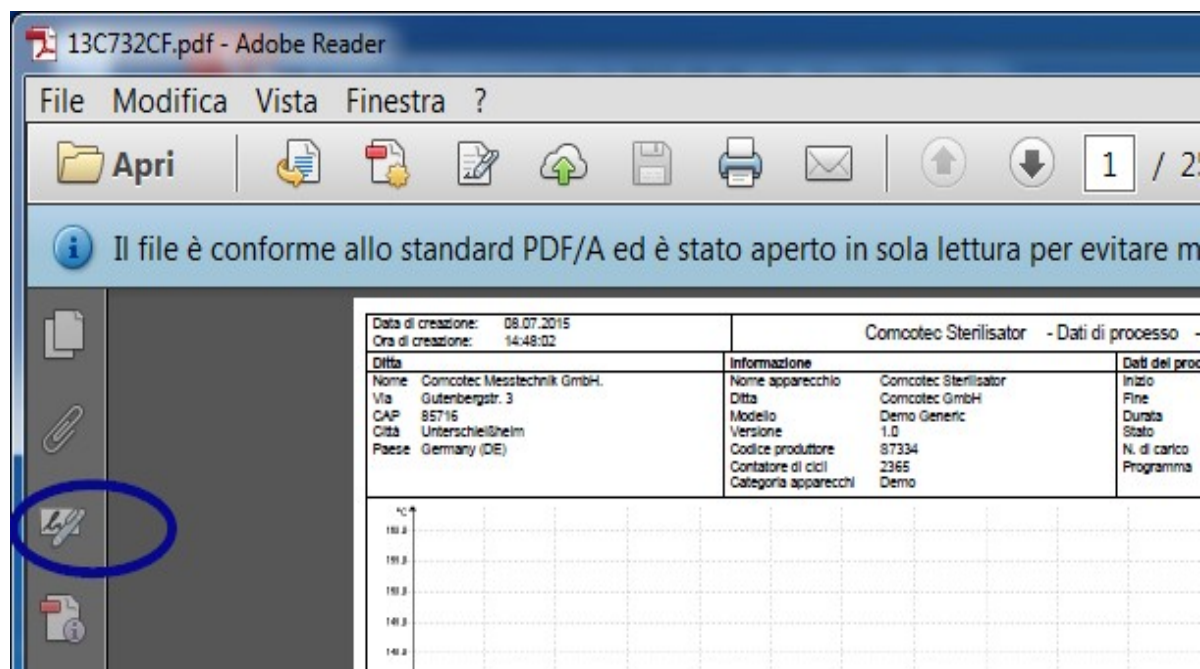 13C732CF.pdf - Adobe Reader
File Modifica Vista Finestra ?
Apri 1 / 25
Il file è conforme allo standard PDF/A ed è stato aperto in sola lettura per evitare m
Data di creazione: 08.07.2015
Ora di creazione: 14:48:02
Comcotec Sterilisator - Dati di processo -
Ditta
Nome Comcotec Messtechnik GmbH.
Via Gutenbergstr. 3
CAP 85716
Città Unterschleißheim
Paese Germany (DE)
Informazione
Nome apparecchio Comcotec Sterilisator
Ditta Comcotec GmbH
Modello Demo Generic
Versione 1.0
Codice produttore S7334
Contatore di cicli 2365
Categoria apparecchi Demo
Dati del proc
Inizio
Fine
Durata
Stato
N. di carico
Programma
°C